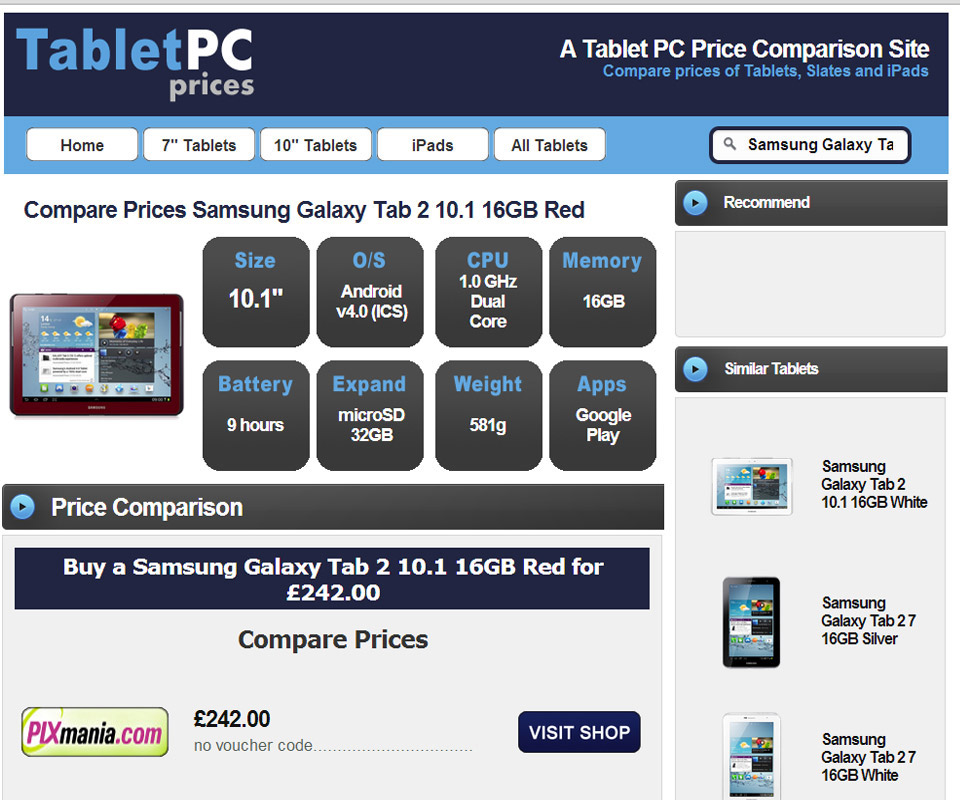 TabletPC
prices
A Tablet PC Price Comparison Site
Compare prices of Tablets, Slates and iPads
Home
7" Tablets
10" Tablets
iPads
All Tablets
Samsung Galaxy Ta
Compare Prices Samsung Galaxy Tab 2 10.1 16GB Red
Size
10.1"
O/S
Android
v4.0 (ICS)
CPU
1.0 GHz
Dual
Core
Memory
16GB
Battery
9 hours
Expand
microSD
32GB
Weight
581g
Apps
Google
Play
Price Comparison
Buy a Samsung Galaxy Tab 2 10.1 16GB Red for
£242.00
Compare Prices
PIXmania.com
£242.00
no voucher code................................
VISIT SHOP
Recommend
Similar Tablets
Samsung
Galaxy Tab 2
10.1 16GB White
Samsung
Galaxy Tab 2 7
16GB Silver
Samsung
Galaxy Tab 2 7
16GB White